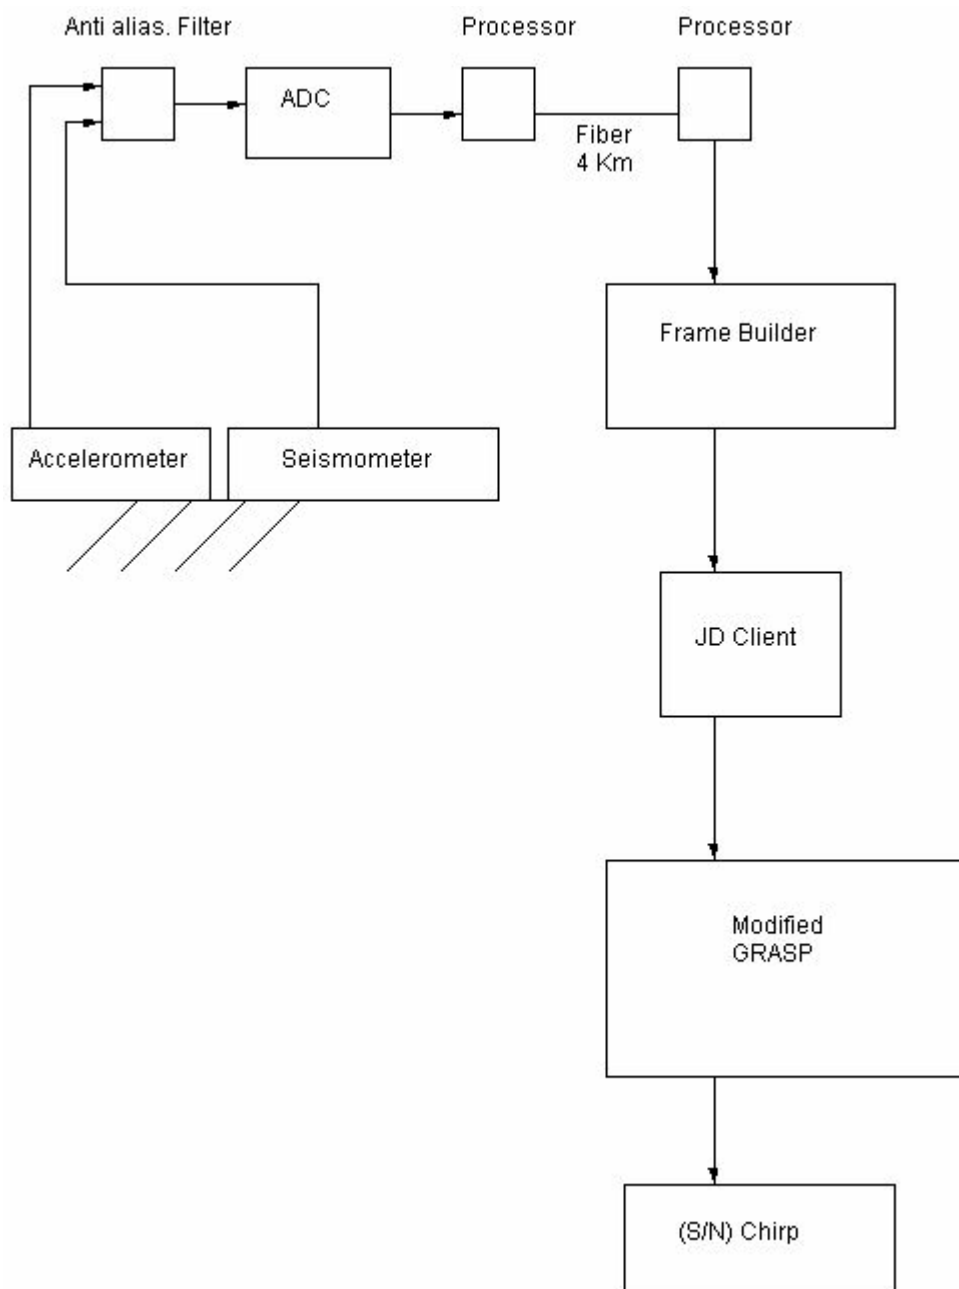 Anti alias. Filter
Processor
Processor
ADC
Fiber
4 Km
Frame Builder
Accelerometer
Seismometer
JD Client
Modified
GRASP
(S/N) Chirp